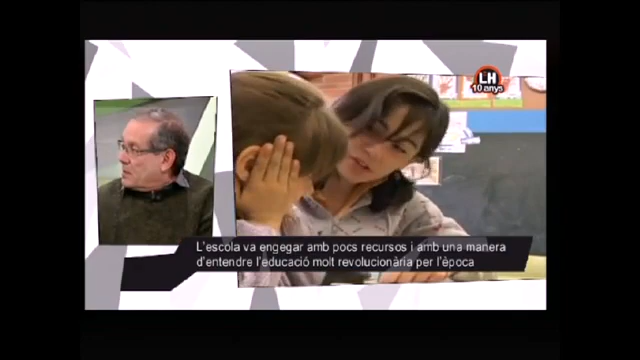 LH
10 anys
L'escola va engegar amb pocs recursos i amb una manera
d'entendre l'educació molt revolucionària per l'època